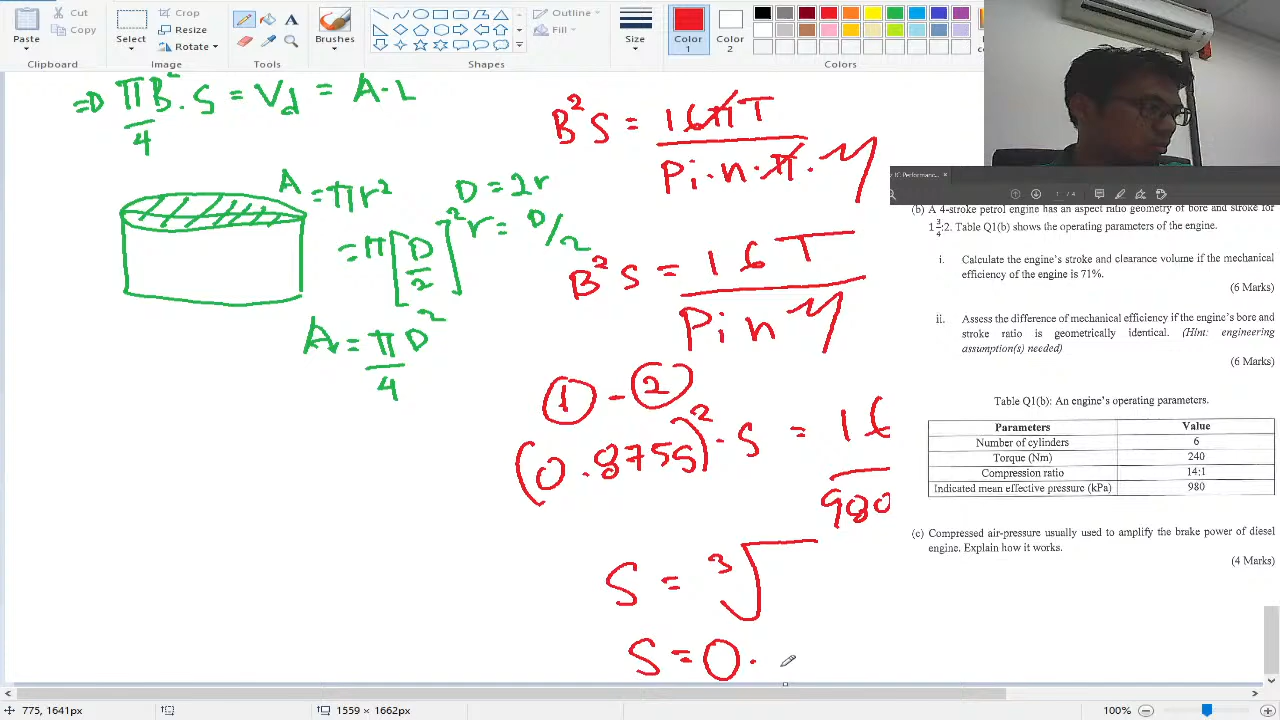 Paste
Cut
Copy
Clipboard
Select
Crop
Resize
Rotate
Image
A
Tools
Brushes
Outline
Fill
Shapes
Size
Color 1
Color 2
Colors
⇒ πB²/4 · S = Vd = A·L
A = πr²
= π[D/2]²
A = πD²/4
D = 2r
r = D/2
B²S = 16πT / Pi·n·π·η
B²S = 16T / Pi n η
① - ②
(0.875S)²·S = 16 / 980
S = ³√
S = 0.
IC Performance...
1 / 4
(b) A 4-stroke petrol engine has an aspect ratio geometry of bore and stroke for
1 3/4:2. Table Q1(b) shows the operating parameters of the engine.
i. Calculate the engine's stroke and clearance volume if the mechanical
efficiency of the engine is 71%.
(6 Marks)
ii. Assess the difference of mechanical efficiency if the engine's bore and
stroke ratio is geometrically identical. (Hint: engineering
assumption(s) needed)
(6 Marks)
Table Q1(b): An engine's operating parameters.
Parameters Value
Number of cylinders 6
Torque (Nm) 240
Compression ratio 14:1
Indicated mean effective pressure (kPa) 980
(c) Compressed air-pressure usually used to amplify the brake power of diesel
engine. Explain how it works.
(4 Marks)
775, 1641px
1559 × 1662px
100%